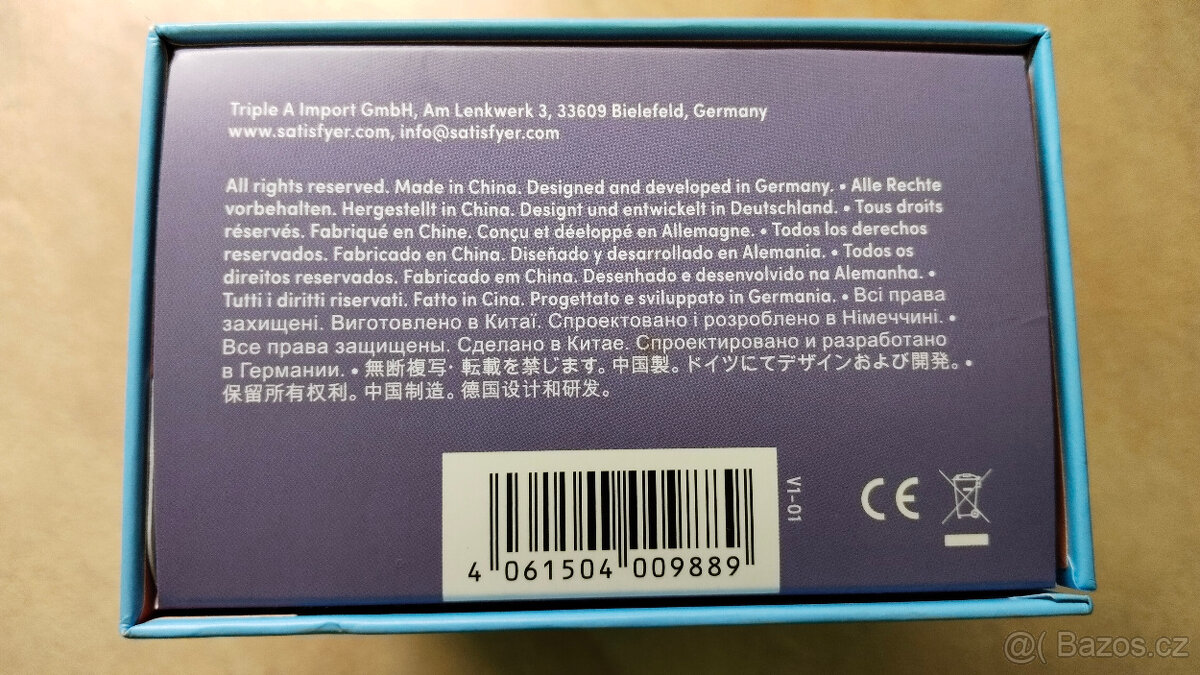 Triple A Import GmbH, Am Lenkwerk 3, 33609 Bielefeld, Germany
www.satisfyer.com, info@satisfyer.com
All rights reserved. Made in China. Designed and developed in Germany. • Alle Rechte
vorbehalten. Hergestellt in China. Designt und entwickelt in Deutschland. • Tous droits
réservés. Fabriqué en Chine. Conçu et déeloppé en Allemagne. • Todos los derechos
reservados. Fabricado en China. Diseñado y desarrollado en Alemania. • Todos os
direitos reservados. Fabricado em China. Desenhado e desenvolvido na Alemanha. •
Tutti i diritti riservati. Fatto in Cina. Progettato e sviluppato in Germania. • Всі права
захищені. Виготовлено в Китаї. Спроектовано і розроблено в Німеччині. •
Все права защищены. Сделано в Китае. Спроектировано и разработано
в Германии. • 無断複写· 転載を禁じます。中国製。ドイツにてデザインおよび開発。 •
保留所有权利。中国制造。德国设计和研发。
V1-01
CE
4 061504 009889
@( Bazos.cz